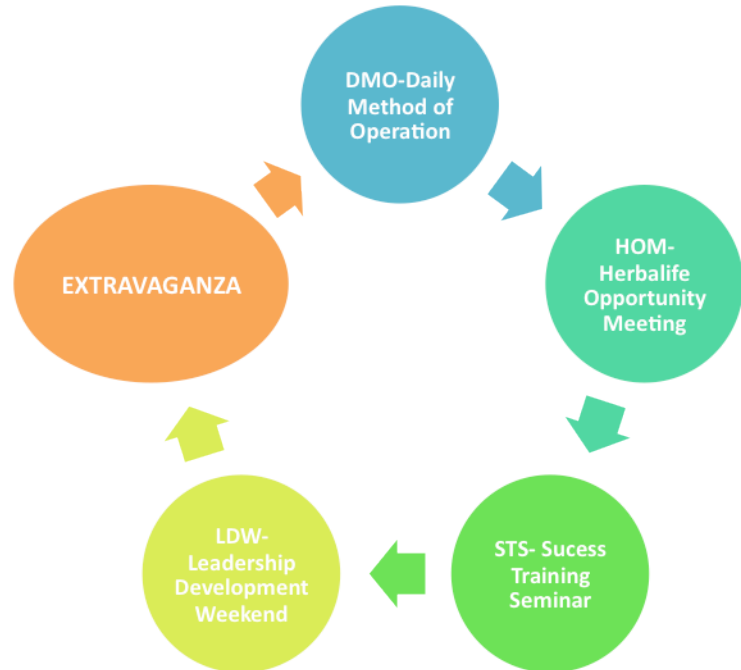 DMO-Daily
Method of
Operation
HOM-
Herbalife
Opportunity
Meeting
STS- Sucess
Training
Seminar
LDW-
Leadership
Development
Weekend
EXTRAVAGANZA